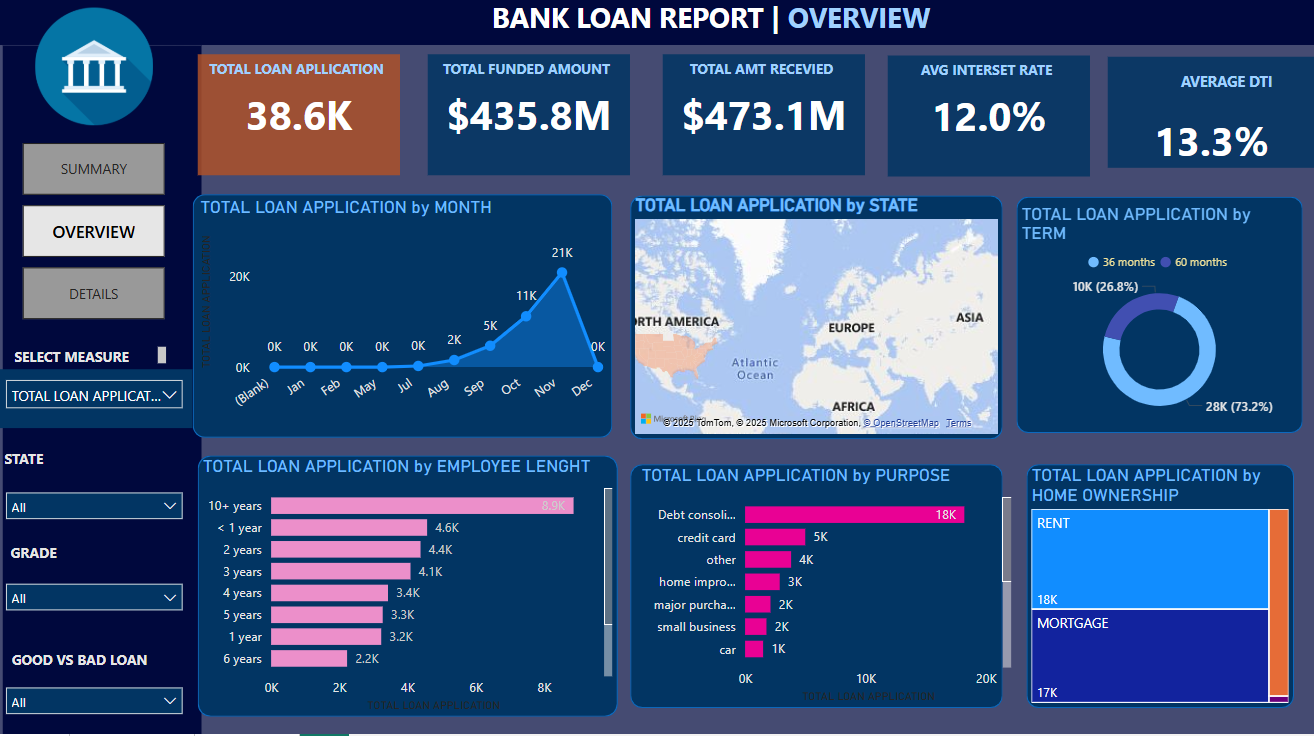 BANK LOAN REPORT | OVERVIEW
TOTAL LOAN APLLICATION
38.6K
TOTAL FUNDED AMOUNT
$435.8M
TOTAL AMT RECEVIED
$473.1M
AVG INTERSET RATE
12.0%
AVERAGE DTI
13.3%
SUMMARY
OVERVIEW
DETAILS
SELECT MEASURE
TOTAL LOAN APPLICAT...
STATE
All
GRADE
All
GOOD VS BAD LOAN
All
TOTAL LOAN APPLICATION by MONTH
TOTAL LOAN APPLICATION
20K
0K
0K
0K
0K
0K
0K
2K
5K
11K
21K
0K
(Blank)
Jan
Feb
May
Jul
Aug
Sep
Oct
Nov
Dec
TOTAL LOAN APPLICATION by STATE
RTH AMERICA
EUROPE
ASIA
Atlantic
Ocean
AFRICA
Microsoft Bing
© 2025 TomTom, © 2025 Microsoft Corporation, © OpenStreetMap Terms
TOTAL LOAN APPLICATION by
TERM
36 months
60 months
10K (26.8%)
28K (73.2%)
TOTAL LOAN APPLICATION by EMPLOYEE LENGHT
10+ years 8.9K
< 1 year 4.6K
2 years 4.4K
3 years 4.1K
4 years 3.4K
5 years 3.3K
1 year 3.2K
6 years 2.2K
0K 2K 4K 6K 8K
TOTAL LOAN APPLICATION
TOTAL LOAN APPLICATION by PURPOSE
Debt consoli... 18K
credit card 5K
other 4K
home impro... 3K
major purcha... 2K
small business 2K
car 1K
0K 10K 20K
TOTAL LOAN APPLICATION
TOTAL LOAN APPLICATION by
HOME OWNERSHIP
RENT
18K
MORTGAGE
17K